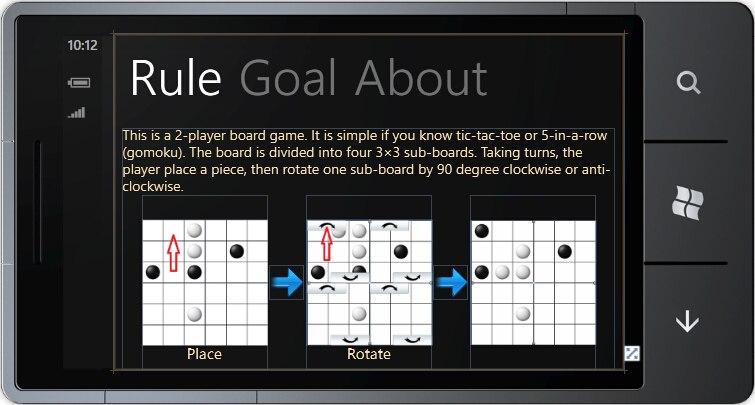 10:12
Rule Goal About
This is a 2-player board game. It is simple if you know tic-tac-toe or 5-in-a-row
(gomoku). The board is divided into four 3×3 sub-boards. Taking turns, the
player place a piece, then rotate one sub-board by 90 degree clockwise or anti-
clockwise.
Place
Rotate